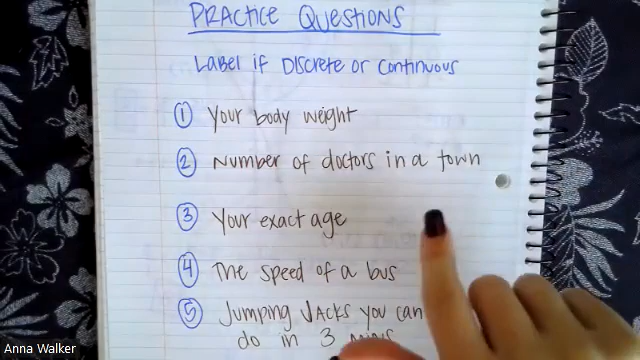 PRACTICE QUESTIONS
Label if Discrete or Continuous
① Your body weight
② Number of doctors in a town
③ Your exact age
④ The speed of a bus
⑤ Jumping Jacks you can
do in 3
Anna Walker